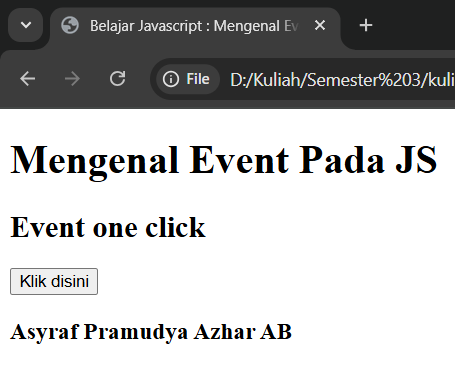 Belajar Javascript : Mengenal Ev
File
D:/Kuliah/Semester%203/kuli
Mengenal Event Pada JS
Event one click
Klik disini
Asyraf Pramudya Azhar AB